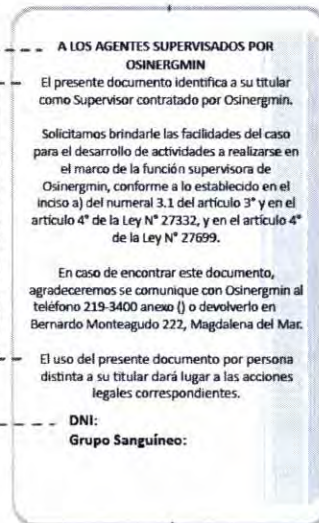 A LOS AGENTES SUPERVISADOS POR
OSINERGMIN
El presente documento identifica a su titular
como Supervisor contratado por Osinergmin.
Solicitamos brindarle las facilidades del caso
para el desarrollo de actividades a realizarse en
el marco de la función supervisora de
Osinergmin, conforme a lo establecido en el
inciso a) del numeral 3.1 del artículo 3° y en el
artículo 4° de la Ley N° 27332, y en el artículo 4°
de la Ley N° 27699.
En caso de encontrar este documento,
agradeceremos se comunique con Osinergmin al
teléfono 219-3400 anexo () o devolverlo en
Bernardo Monteagudo 222, Magdalena del Mar.
El uso del presente documento por persona
distinta a su titular dará lugar a las acciones
legales correspondientes.
DNI:
Grupo Sanguíneo: